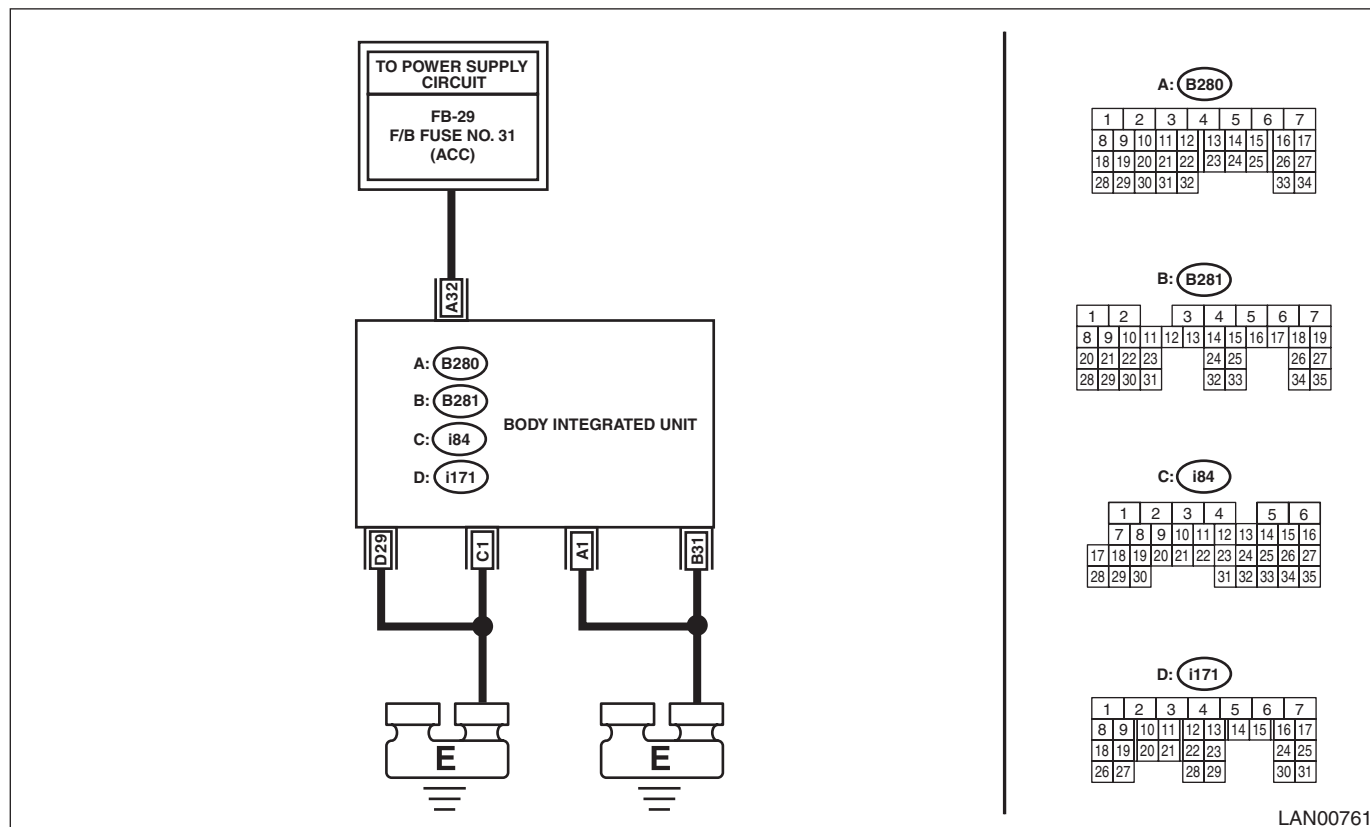 TO POWER SUPPLY
CIRCUIT
FB-29
F/B FUSE NO. 31
(ACC)
A32
A: B280
B: B281
C: i84
D: i171
BODY INTEGRATED UNIT
D29
C1
A1
B31
E
E
A: B280
1 2 3 4 5 6 7
8 9 10 11 12 13 14 15 16 17
18 19 20 21 22 23 24 25 26 27
28 29 30 31 32 33 34
B: B281
1 2 3 4 5 6 7
8 9 10 11 12 13 14 15 16 17 18 19
20 21 22 23 24 25 26 27
28 29 30 31 32 33 34 35
C: i84
1 2 3 4 5 6
7 8 9 10 11 12 13 14 15 16
17 18 19 20 21 22 23 24 25 26 27
28 29 30 31 32 33 34 35
D: i171
1 2 3 4 5 6 7
8 9 10 11 12 13 14 15 16 17
18 19 20 21 22 23 24 25
26 27 28 29 30 31
LAN00761